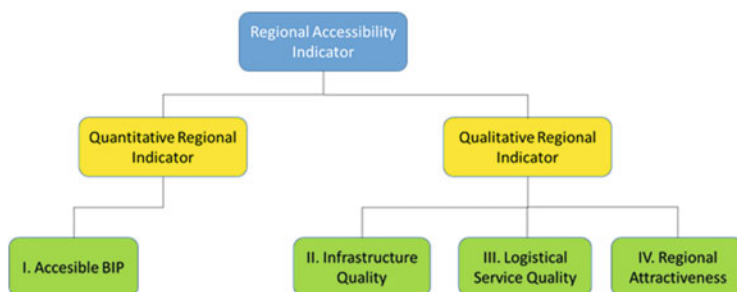 Regional Accessibility
Indicator
Quantitative Regional
Indicator
Qualitative Regional
Indicator
I. Accesible BIP
II. Infrastructure
Quality
III. Logistical
Service Quality
IV. Regional
Attractiveness